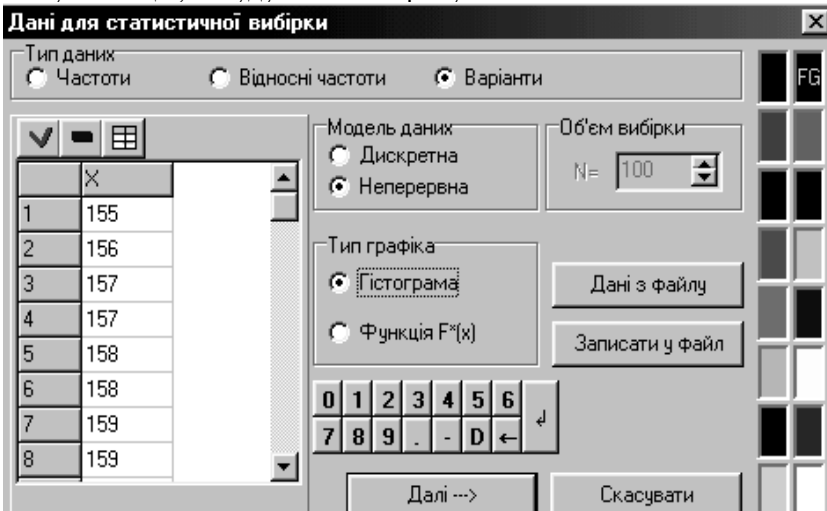 Дані для статистичної вибірки
Тип даних
Частоти Відносні частоти Варіанти
FG
Модель даних
Дискретна
Неперервна
Об'єм вибірки
N= 100
X
1 155
2 156
3 157
4 157
5 158
6 158
7 159
8 159
Тип графіка
Гістограма
Функція F*(x)
Дані з файлу
Записати у файл
0 1 2 3 4 5 6
7 8 9 . - D ←
Далі --->
Скасувати